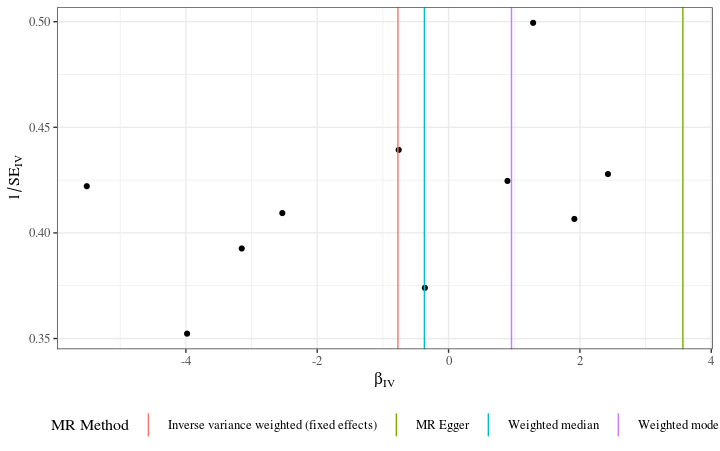 0.50
0.45
0.40
0.35
1/SE_IV
-4 -2 0 2 4
β_IV
MR Method Inverse variance weighted (fixed effects) MR Egger Weighted median Weighted mode